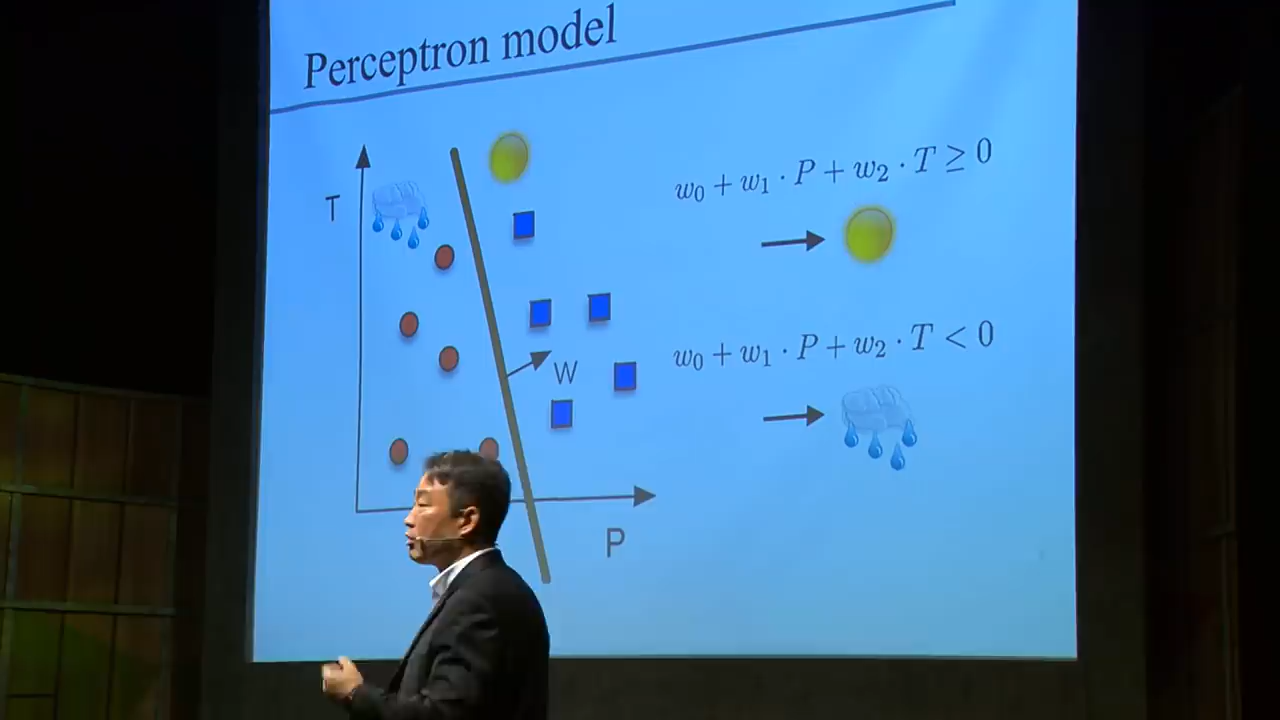 Perceptron model
T
w₀ + w₁ · P + w₂ · T ≥ 0
W
w₀ + w₁ · P + w₂ · T < 0
P